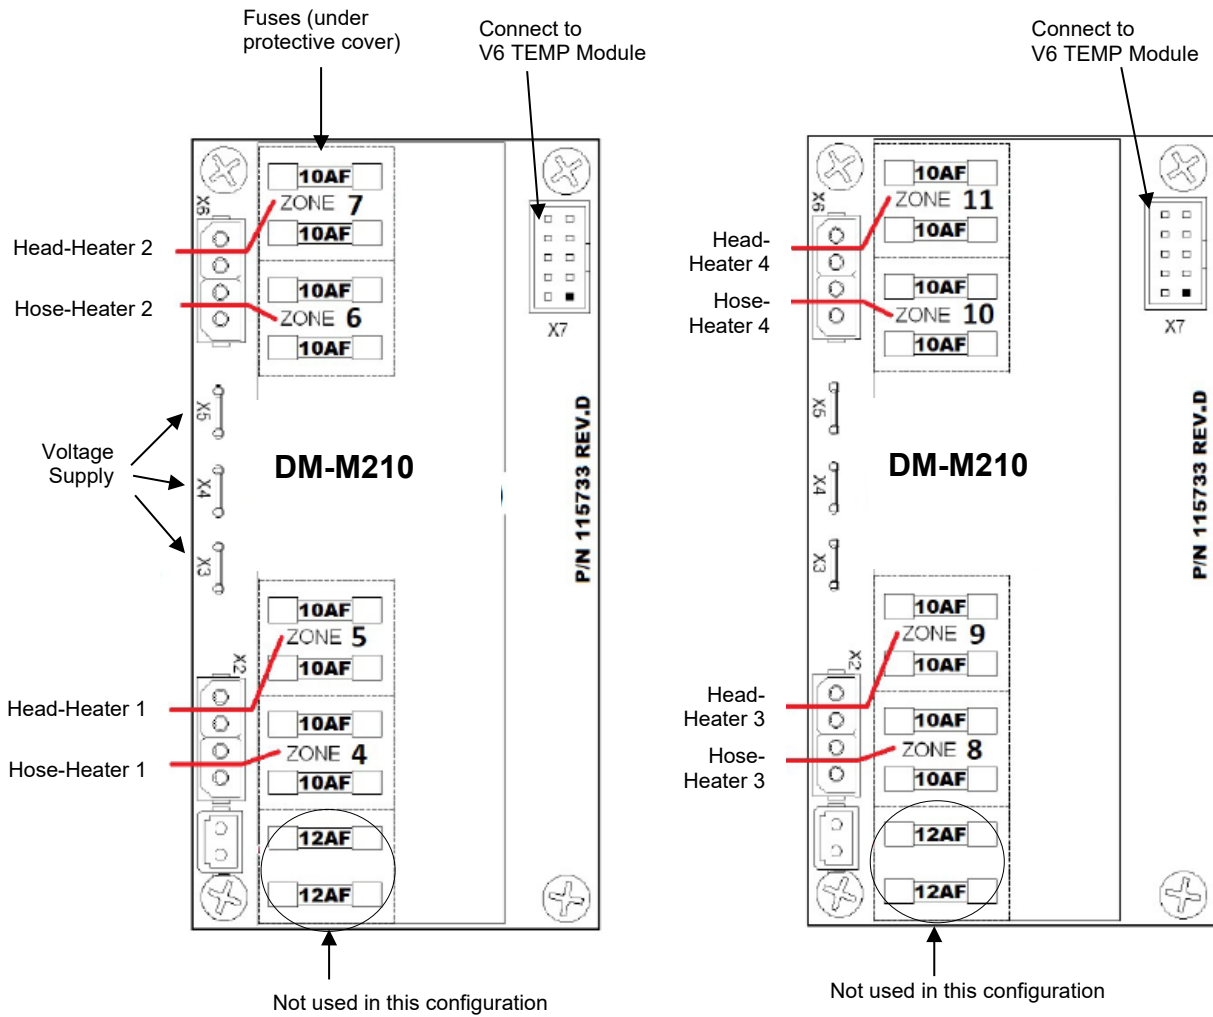 Fuses (under
protective cover)
Connect to
V6 TEMP Module
X6
10AF
ZONE 7
10AF
Head-Heater 2
10AF
Hose-Heater 2
ZONE 6
10AF
X7
X5
Voltage
Supply
X4
DM-M210
X3
P/N 115733 REV.D
10AF
ZONE 5
X2
10AF
Head-Heater 1
10AF
ZONE 4
Hose-Heater 1
10AF
12AF
12AF
Not used in this configuration
Connect to
V6 TEMP Module
X6
10AF
ZONE 11
10AF
Head-
Heater 4
10AF
Hose-
Heater 4
ZONE 10
10AF
X7
X5
X4
DM-M210
X3
P/N 115733 REV.D
10AF
ZONE 9
X2
10AF
Head-
Heater 3
10AF
ZONE 8
Hose-
Heater 3
10AF
12AF
12AF
Not used in this configuration